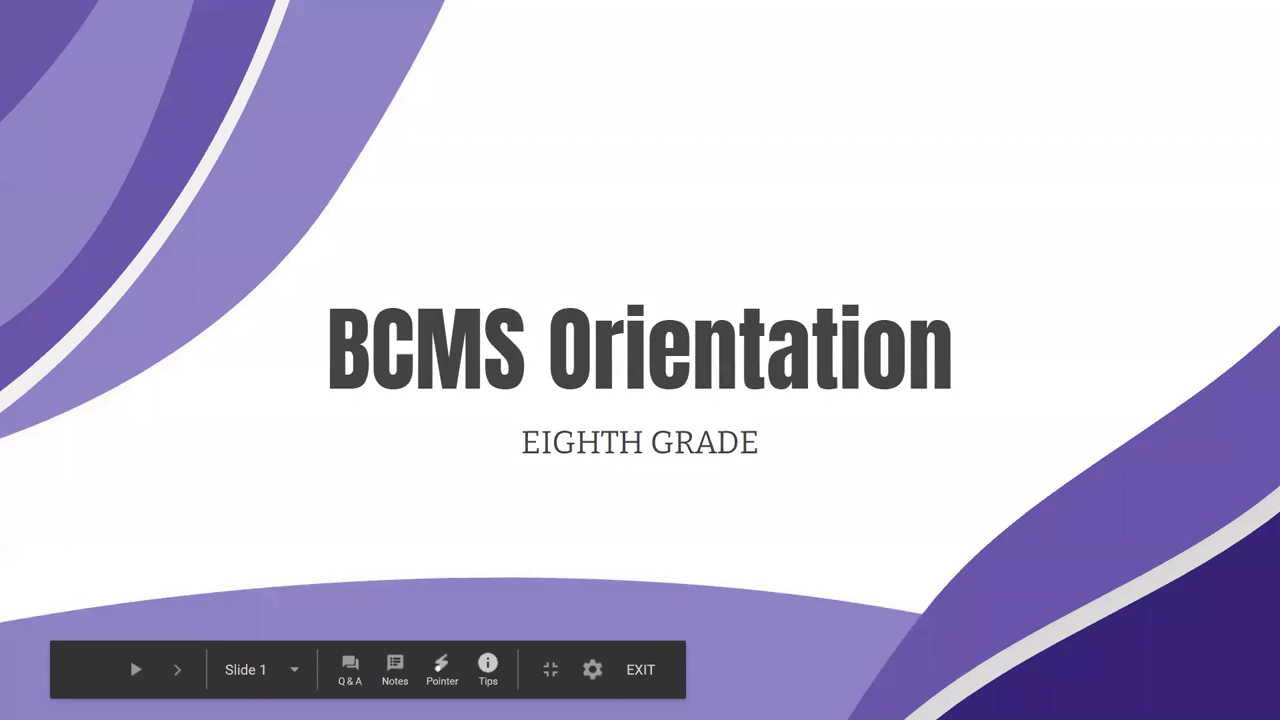 BCMS Orientation
EIGHTH GRADE
Slide 1
Q & A
Notes
Pointer
Tips
EXIT